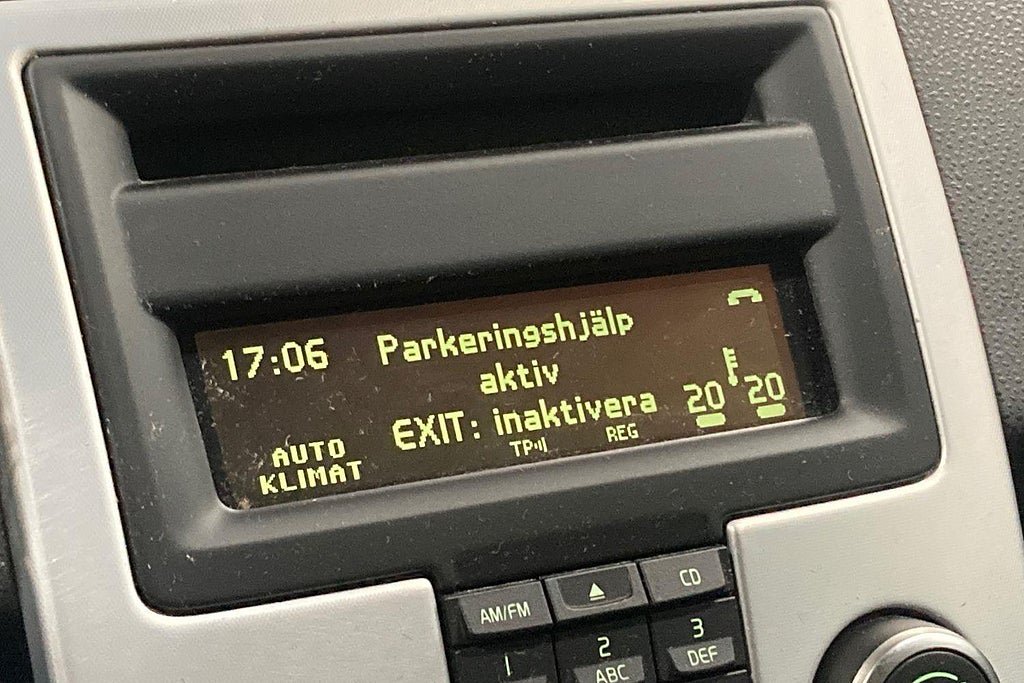 17:06
Parkeringshjälp
aktiv
EXIT: inaktivera
AUTO
KLIMAT
TP
REG
20 20
AM/FM
CD
1
2
ABC
3
DEF